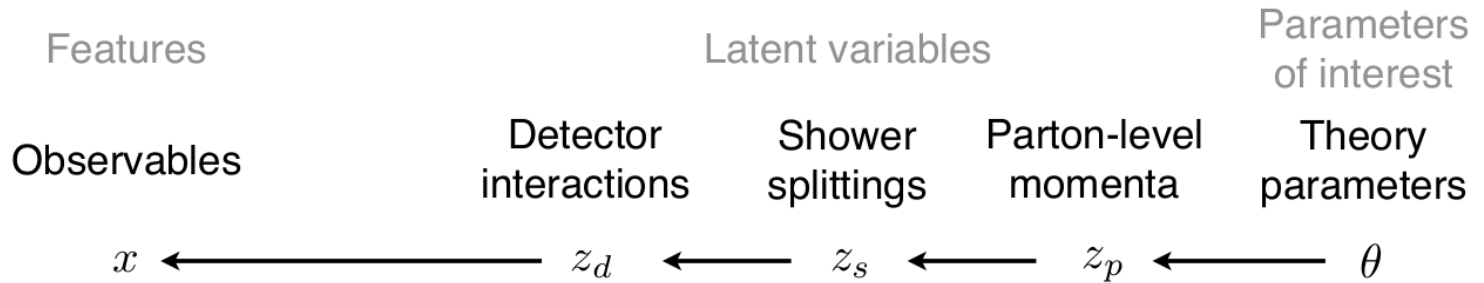 Features
Latent variables
Parameters
of interest
Observables
Detector
interactions
Shower
splittings
Parton-level
momenta
Theory
parameters
x ← z_d ← z_s ← z_p ← θ